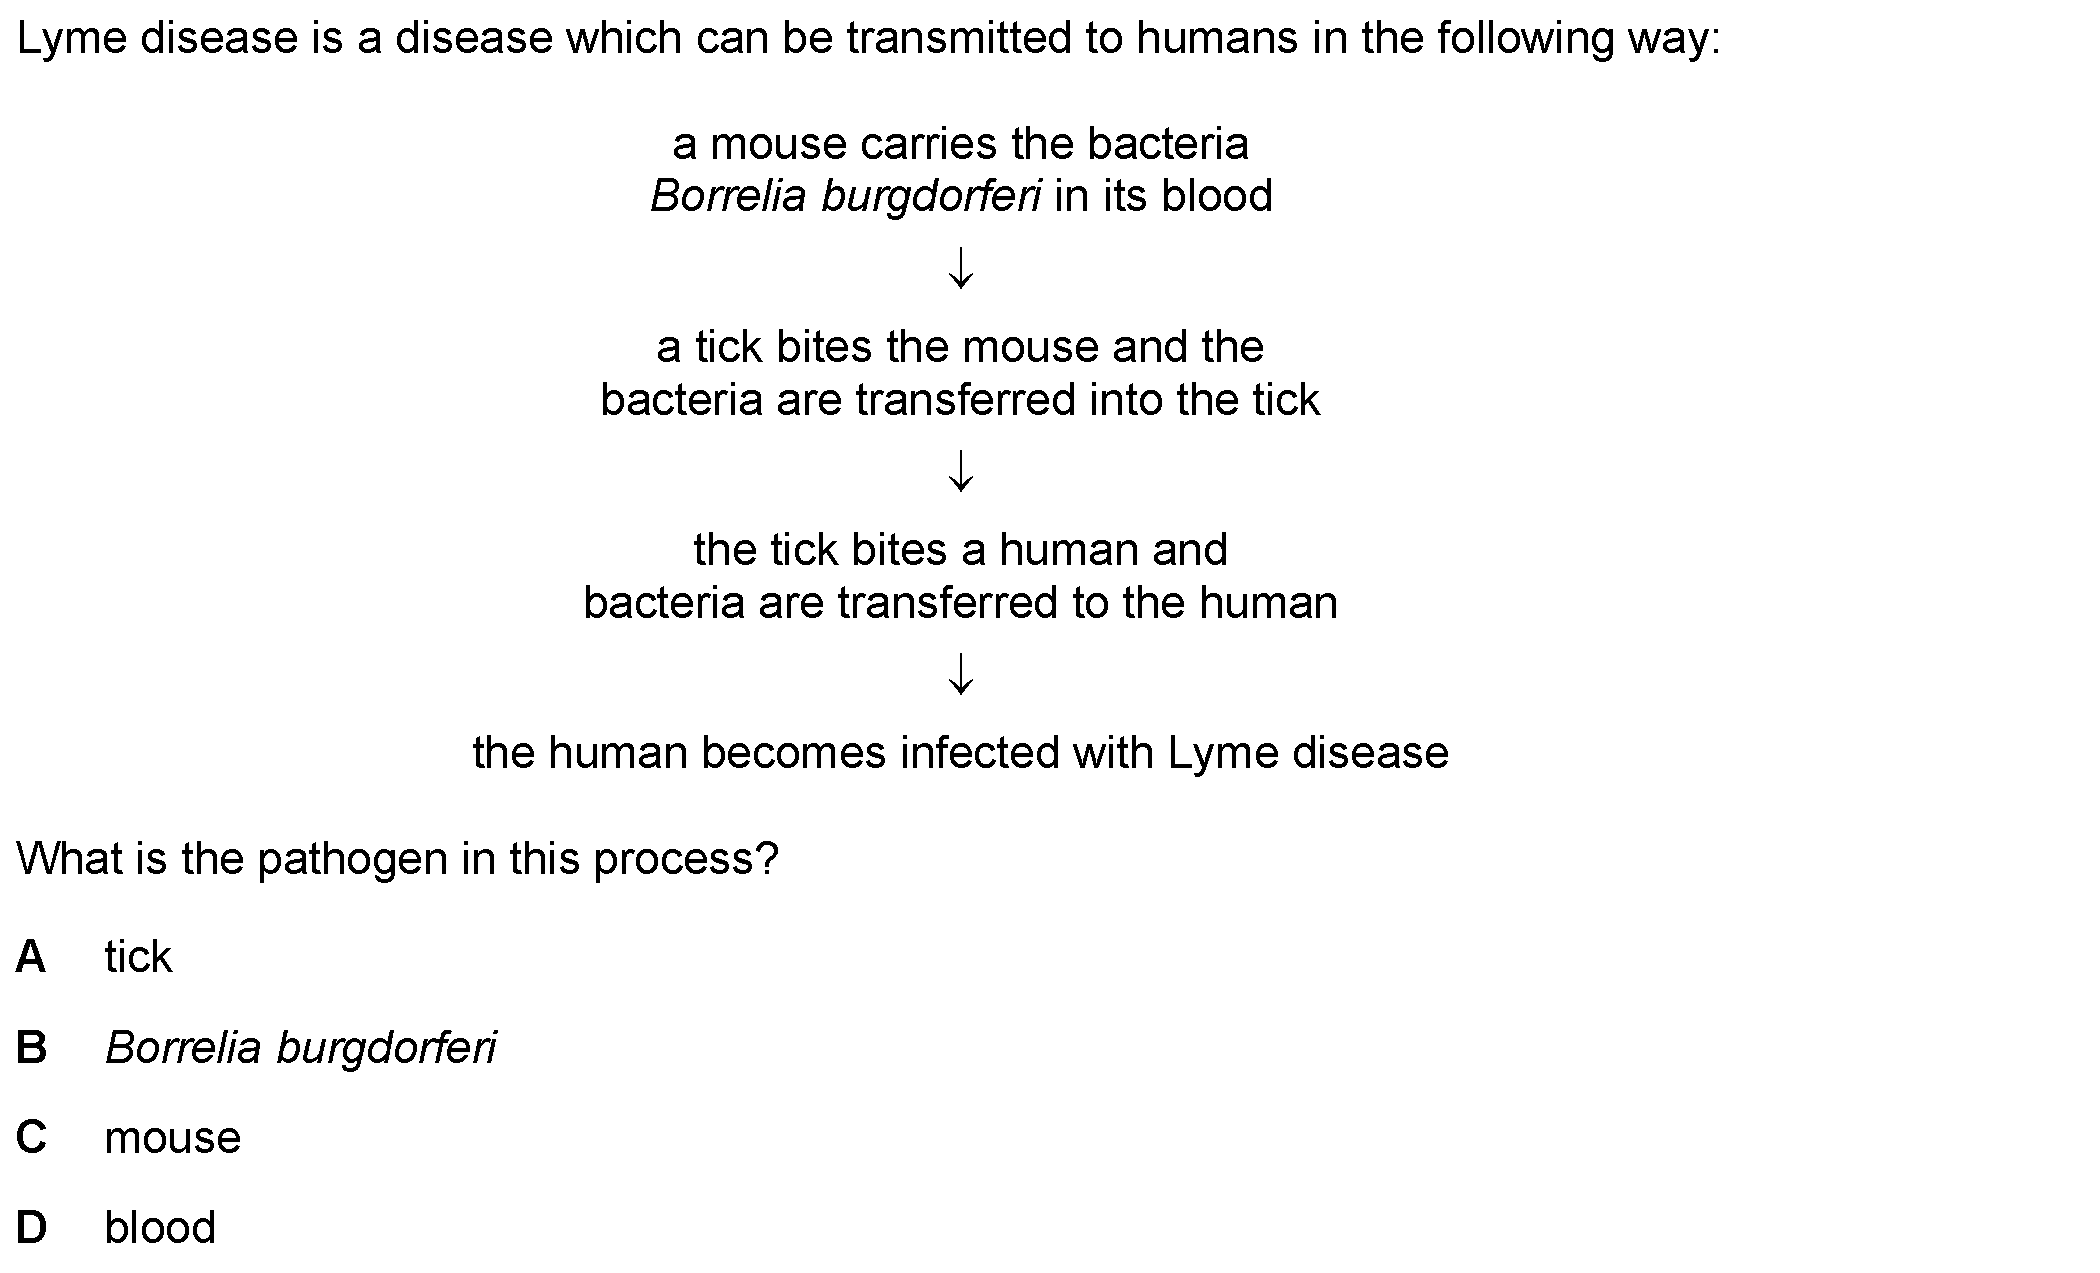 Lyme disease is a disease which can be transmitted to humans in the following way:
a mouse carries the bacteria
Borrelia burgdorferi in its blood
↓
a tick bites the mouse and the
bacteria are transferred into the tick
↓
the tick bites a human and
bacteria are transferred to the human
↓
the human becomes infected with Lyme disease
What is the pathogen in this process?
A tick
B Borrelia burgdorferi
C mouse
D blood